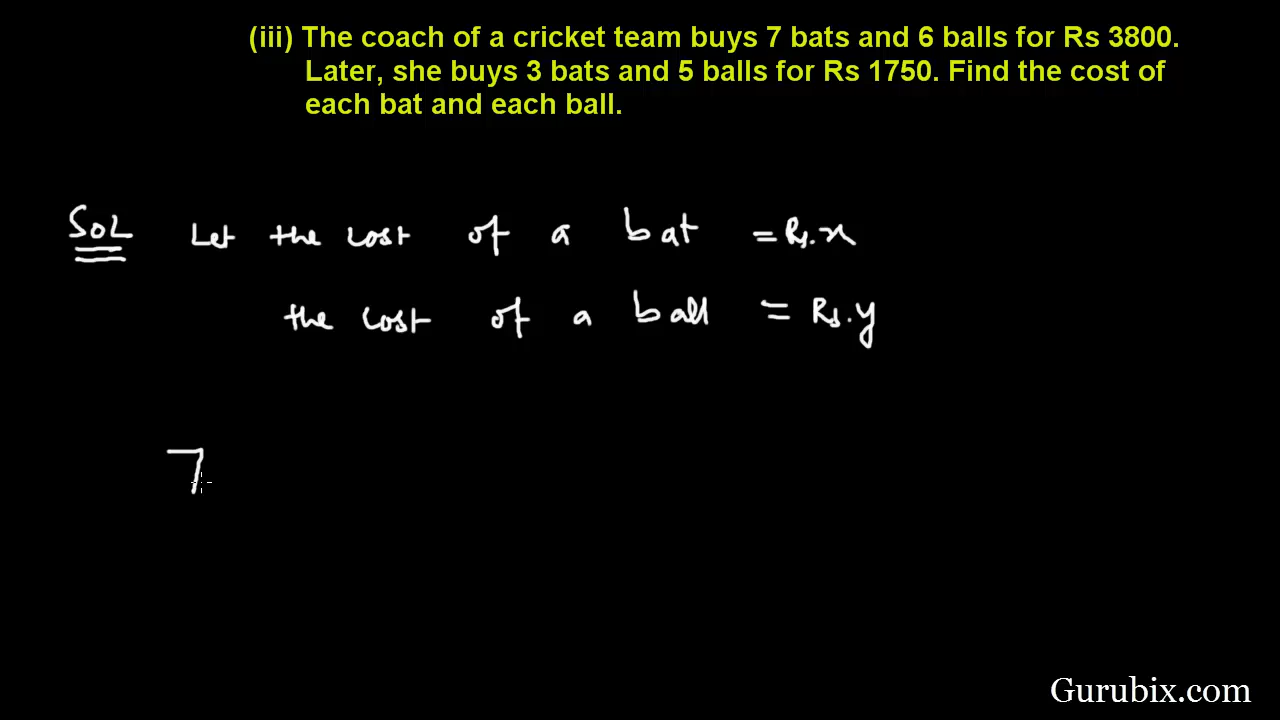 (iii) The coach of a cricket team buys 7 bats and 6 balls for Rs 3800.
Later, she buys 3 bats and 5 balls for Rs 1750. Find the cost of
each bat and each ball.
Sol Let the cost of a bat = Rs.x
the cost of a ball = Rs.y
7
Gurubix.com